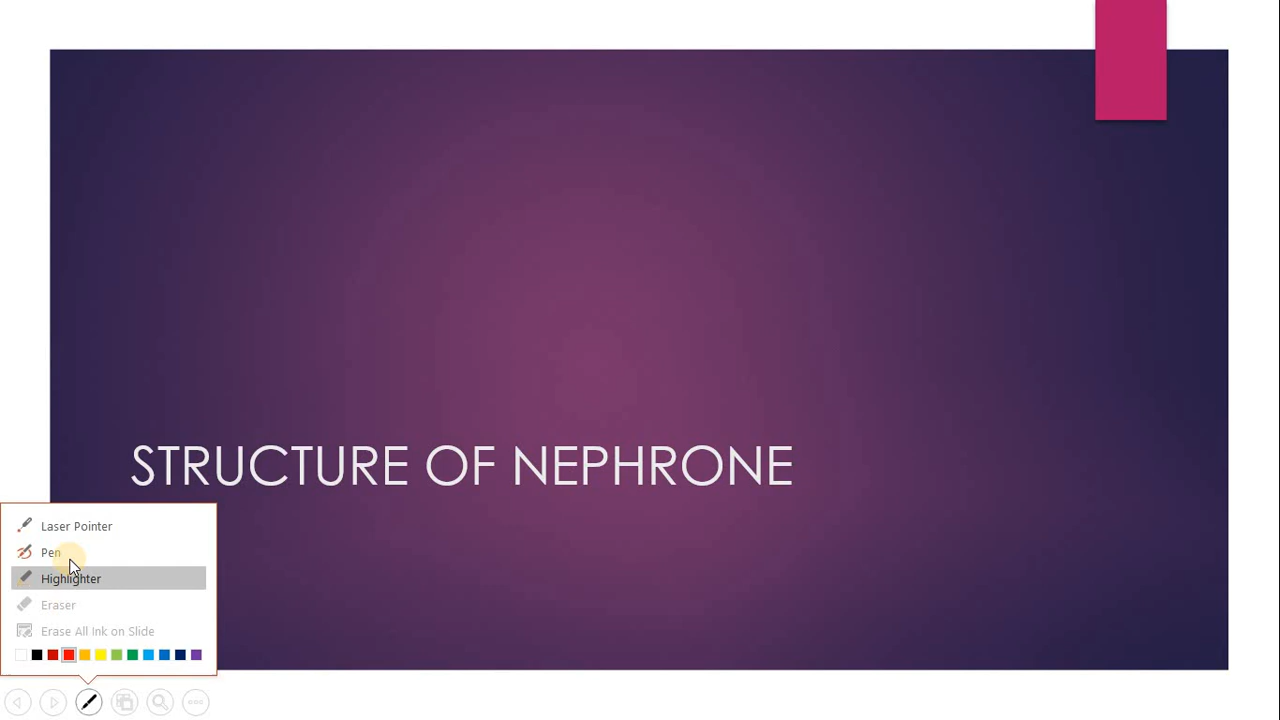 STRUCTURE OF NEPHRONE
Laser Pointer
Pen
Highlighter
Eraser
Erase All Ink on Slide